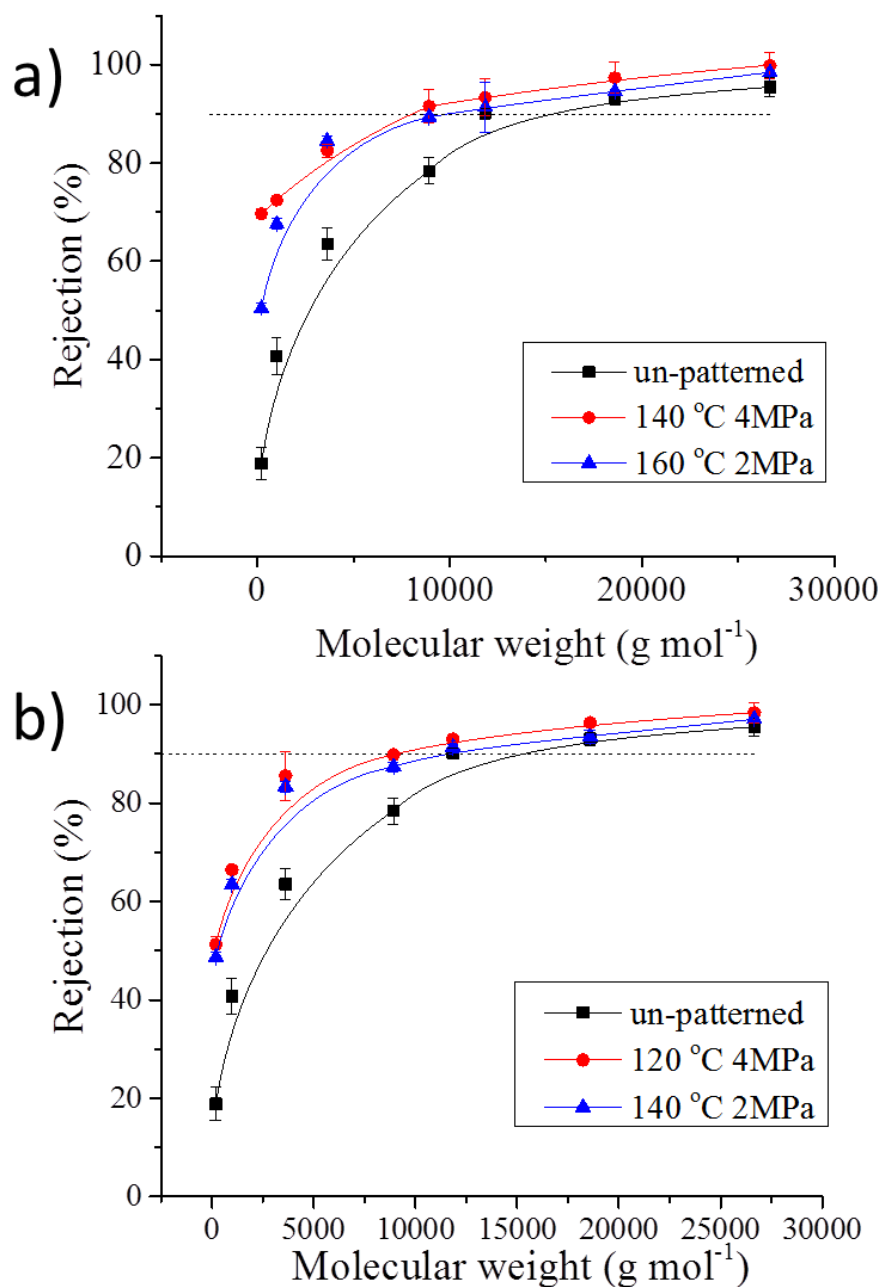 a)
100
80
60
40
20
0
Rejection (%)
un-patterned
140 °C 4MPa
160 °C 2MPa
0 10000 20000 30000
Molecular weight (g mol⁻¹)
b)
100
80
60
40
20
0
Rejection (%)
un-patterned
120 °C 4MPa
140 °C 2MPa
0 5000 10000 15000 20000 25000 30000
Molecular weight (g mol⁻¹)